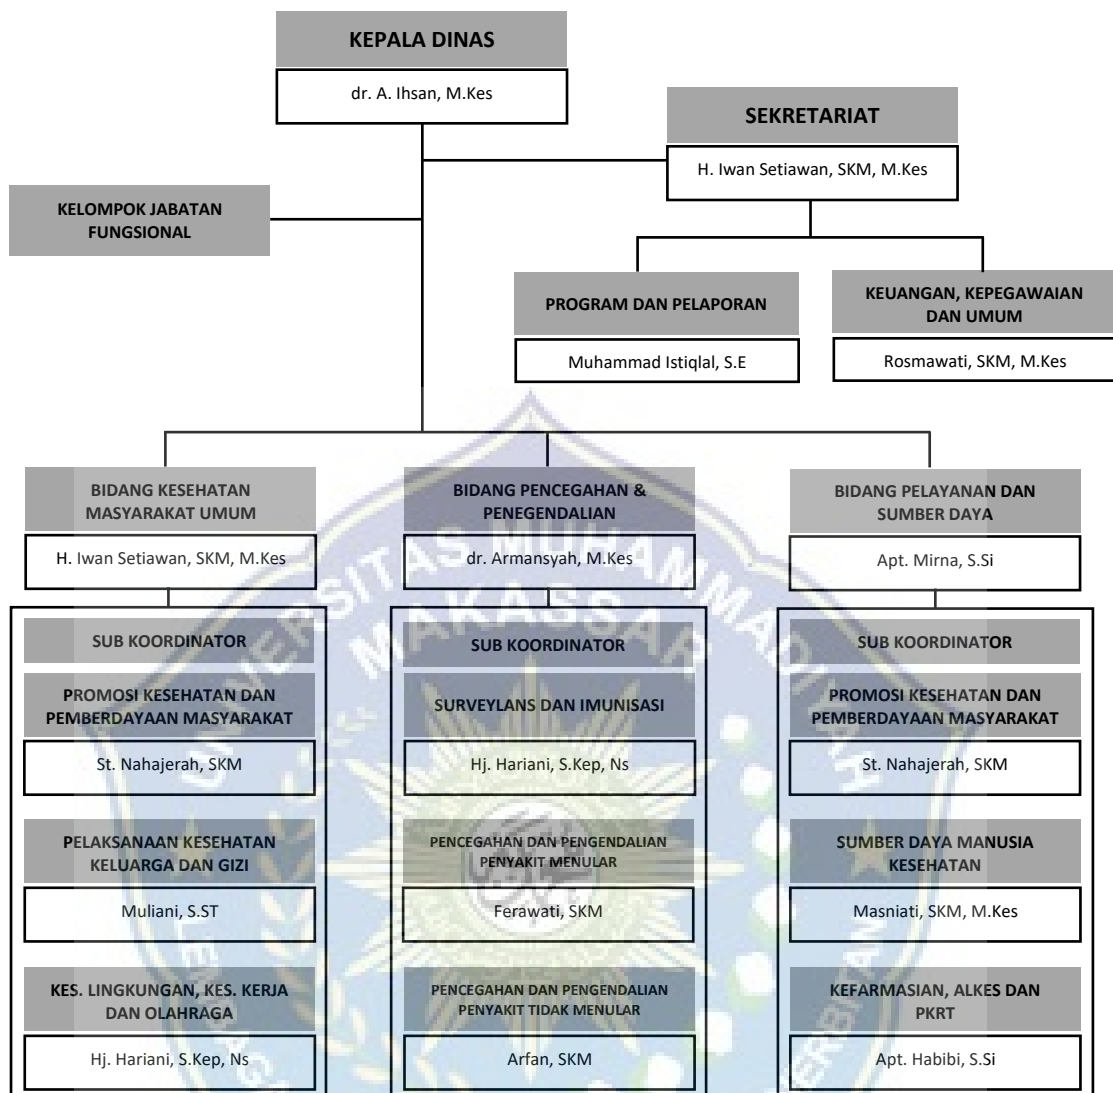 KEPALA DINAS
dr. A. Ihsan, M.Kes
SEKRETARIAT
H. Iwan Setiawan, SKM, M.Kes
KELOMPOK JABATAN
FUNGSIONAL
PROGRAM DAN PELAPORAN
Muhammad Istiqlal, S.E
KEUANGAN, KEPEGAWAIAN
DAN UMUM
Rosmawati, SKM, M.Kes
BIDANG KESEHATAN
MASYARAKAT UMUM
H. Iwan Setiawan, SKM, M.Kes
SUB KOORDINATOR
PROMOSI KESEHATAN DAN
PEMBERDAYAAN MASYARAKAT
St. Nahajerah, SKM
PELAKSANAAN KESEHATAN
KELUARGA DAN GIZI
Muliani, S.ST
KES. LINGKUNGAN, KES. KERJA
DAN OLAHRAGA
Hj. Hariani, S.Kep, Ns
BIDANG PENCEGAHAN &
PENEGENDALIAN
dr. Armansyah, M.Kes
SUB KOORDINATOR
SURVEYLANS DAN IMUNISASI
Hj. Hariani, S.Kep, Ns
PENCEGAHAN DAN PENGENDALIAN
PENYAKIT MENULAR
Ferawati, SKM
PENCEGAHAN DAN PENGENDALIAN
PENYAKIT TIDAK MENULAR
Arfan, SKM
BIDANG PELAYANAN DAN
SUMBER DAYA
Apt. Mirna, S.Si
SUB KOORDINATOR
PROMOSI KESEHATAN DAN
PEMBERDAYAAN MASYARAKAT
St. Nahajerah, SKM
SUMBER DAYA MANUSIA
KESEHATAN
Masniati, SKM, M.Kes
KEFARMASIAN, ALKES DAN
PKRT
Apt. Habibi, S.Si
UNIVERSITAS MUHAMMADIYAH
MAKASSAR